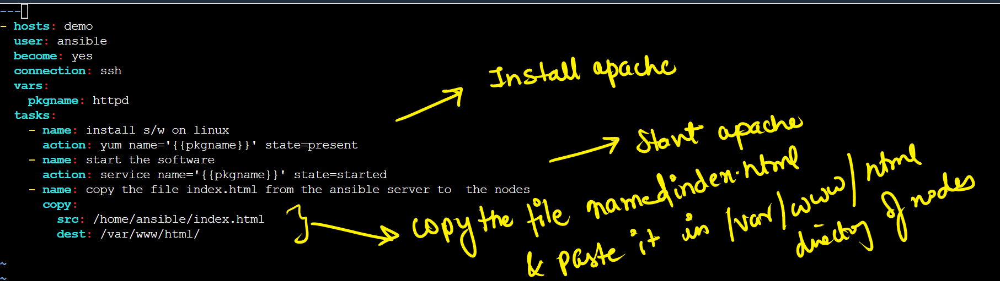 ---
- hosts: demo
  user: ansible
  become: yes
  connection: ssh
  vars:
    pkgname: httpd
  tasks:
    - name: install s/w on linux
      action: yum name='{{pkgname}}' state=present
    - name: start the software
      action: service name='{{pkgname}}' state=started
    - name: copy the file index.html from the ansible server to  the nodes
      copy:
        src: /home/ansible/index.html
        dest: /var/www/html/
~
~
Install apache
Start apache
copy the file named index.html
& paste it in /var/www/html
directory of nodes